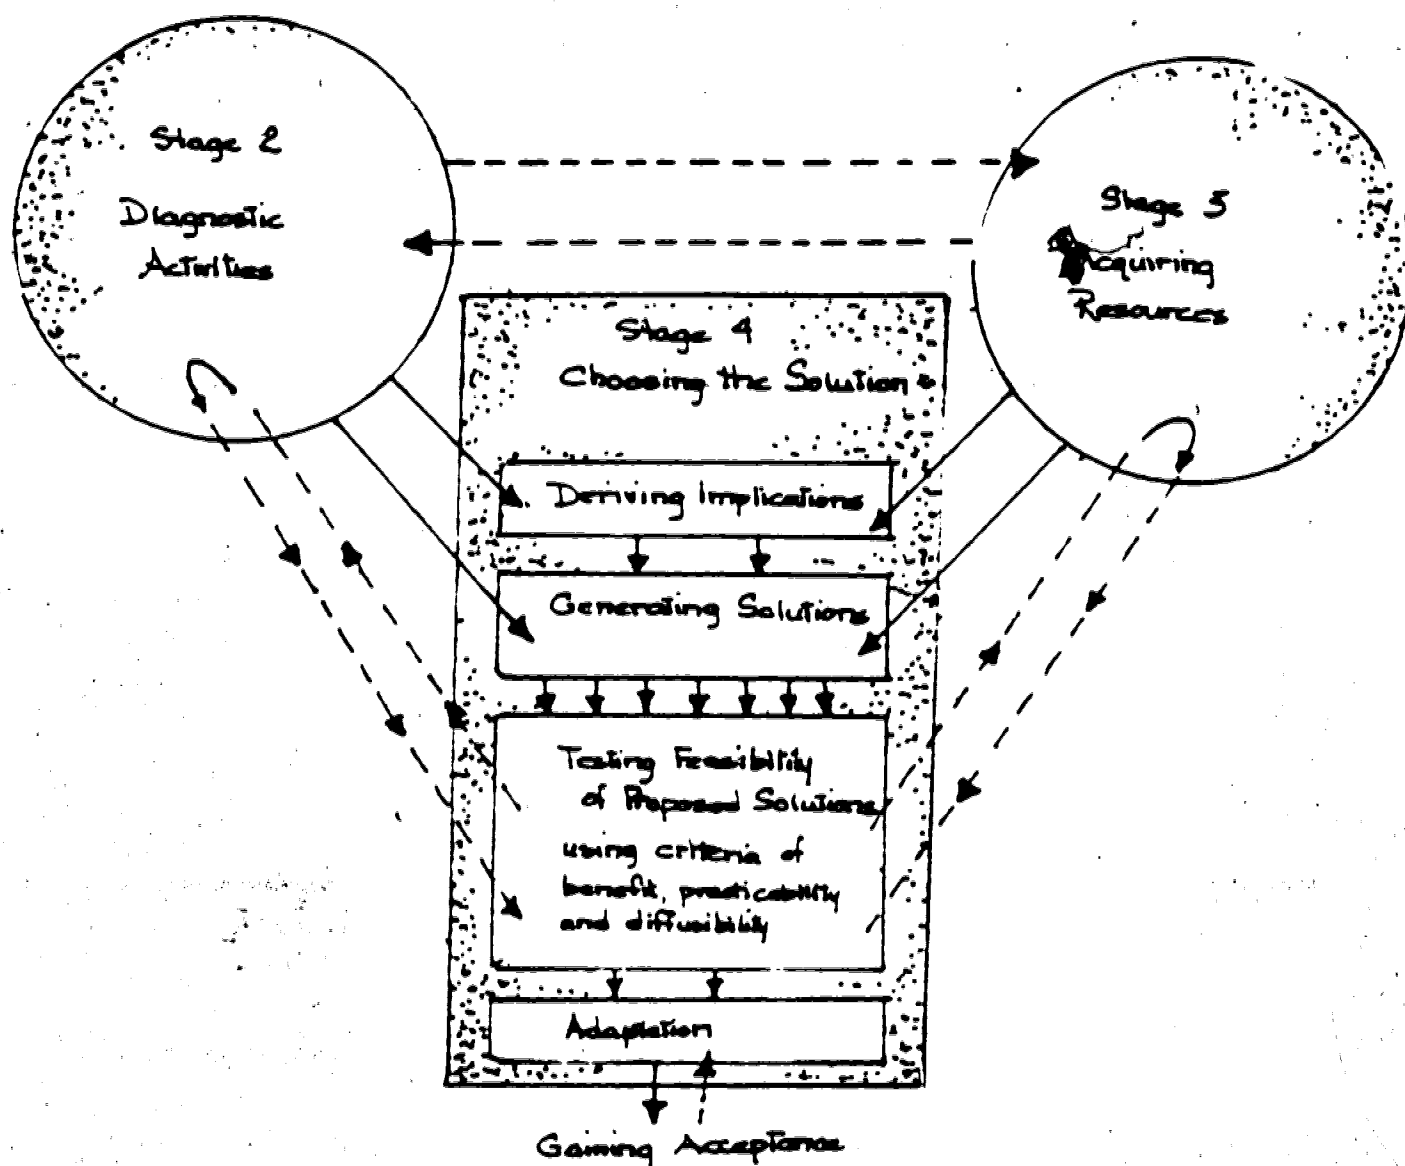 Stage 2
Diagnostic
Activities
Stage 3
Acquiring
Resources
Stage 4
Choosing the Solution
Deriving Implications
Generating Solutions
Testing Feasibility
of Proposed Solutions
using criteria of
benefit, practicability
and diffusibility
Adaptation
Gaining Acceptance